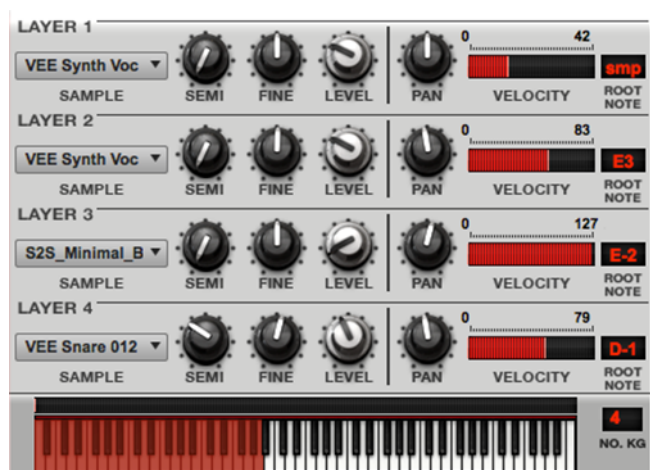 LAYER 1
0 42
VEE Synth Voc smp
SAMPLE SEMI FINE LEVEL PAN VELOCITY ROOT NOTE
LAYER 2
0 83
VEE Synth Voc E3
SAMPLE SEMI FINE LEVEL PAN VELOCITY ROOT NOTE
LAYER 3
0 127
S2S_Minimal_B E-2
SAMPLE SEMI FINE LEVEL PAN VELOCITY ROOT NOTE
LAYER 4
0 79
VEE Snare 012 D-1
SAMPLE SEMI FINE LEVEL PAN VELOCITY ROOT NOTE
4
NO. KG